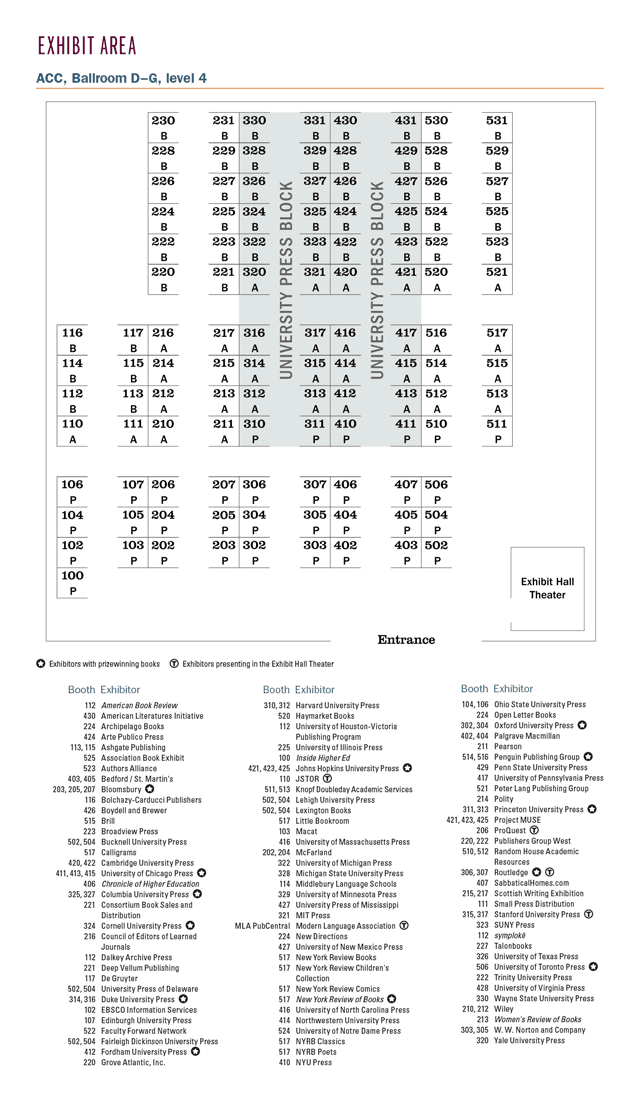 EXHIBIT AREA
ACC, Ballroom D–G, level 4
230 231 330 331 430 431 530 531
B B B B B B B B
228 229 328 329 428 429 528 529
B B B B B B B B
226 227 326 327 426 427 526 527
B B B B B B B B
224 225 324 325 424 425 524 525
B B B B B B B B
222 223 322 323 422 423 522 523
B B B B B B B B
220 221 320 321 420 421 520 521
B B A A A A A A
UNIVERSITY PRESS BLOCK
UNIVERSITY PRESS BLOCK
116 117 216 217 316 317 416 417 516 517
B B A A A A A A A A
114 115 214 215 314 315 414 415 514 515
B B A A A A A A A A
112 113 212 213 312 313 412 413 512 513
B B A A A A A A A A
110 111 210 211 310 311 410 411 510 511
A A A A P P P P P P
106 107 206 207 306 307 406 407 506
P P P P P P P P P
104 105 204 205 304 305 404 405 504
P P P P P P P P P
102 103 202 203 302 303 402 403 502
P P P P P P P P P
100
P
Exhibit Hall
Theater
Entrance
Exhibitors with prizewinning books T Exhibitors presenting in the Exhibit Hall Theater
Booth Exhibitor
112 American Book Review
430 American Literatures Initiative
224 Archipelago Books
424 Arte Publico Press
113, 115 Ashgate Publishing
525 Association Book Exhibit
523 Authors Alliance
403, 405 Bedford / St. Martin's
203, 205, 207 Bloomsbury
116 Bolchazy-Carducci Publishers
426 Boydell and Brewer
515 Brill
223 Broadview Press
502, 504 Bucknell University Press
517 Calligrams
420, 422 Cambridge University Press
411, 413, 415 University of Chicago Press
406 Chronicle of Higher Education
325, 327 Columbia University Press
221 Consortium Book Sales and
Distribution
324 Cornell University Press
216 Council of Editors of Learned
Journals
112 Dalkey Archive Press
221 Deep Vellum Publishing
117 De Gruyter
502, 504 University Press of Delaware
314, 316 Duke University Press
102 EBSCO Information Services
107 Edinburgh University Press
522 Faculty Forward Network
502, 504 Fairleigh Dickinson University Press
412 Fordham University Press
220 Grove Atlantic, Inc.
Booth Exhibitor
310, 312 Harvard University Press
520 Haymarket Books
112 University of Houston-Victoria
Publishing Program
225 University of Illinois Press
100 Inside Higher Ed
421, 423, 425 Johns Hopkins University Press
110 JSTOR T
511, 513 Knopf Doubleday Academic Services
502, 504 Lehigh University Press
502, 504 Lexington Books
517 Little Bookroom
103 Macat
416 University of Massachusetts Press
202, 204 McFarland
322 University of Michigan Press
328 Michigan State University Press
114 Middlebury Language Schools
329 University of Minnesota Press
427 University Press of Mississippi
321 MIT Press
MLA PubCentral Modern Language Association T
224 New Directions
427 University of New Mexico Press
517 New York Review Books
517 New York Review Children's
Collection
517 New York Review Comics
517 New York Review of Books
416 University of North Carolina Press
414 Northwestern University Press
524 University of Notre Dame Press
517 NYRB Classics
517 NYRB Poets
410 NYU Press
Booth Exhibitor
104, 106 Ohio State University Press
224 Open Letter Books
302, 304 Oxford University Press
402, 404 Palgrave Macmillan
211 Pearson
514, 516 Penguin Publishing Group
429 Penn State University Press
417 University of Pennsylvania Press
521 Peter Lang Publishing Group
214 Polity
311, 313 Princeton University Press
421, 423, 425 Project MUSE
206 ProQuest T
220, 222 Publishers Group West
510, 512 Random House Academic
Resources
306, 307 Routledge T
407 SabbaticalHomes.com
215, 217 Scottish Writing Exhibition
111 Small Press Distribution
315, 317 Stanford University Press T
323 SUNY Press
112 symplokē
227 Talonbooks
326 University of Texas Press
506 University of Toronto Press
222 Trinity University Press
428 University of Virginia Press
330 Wayne State University Press
210, 212 Wiley
213 Women's Review of Books
303, 305 W. W. Norton and Company
320 Yale University Press